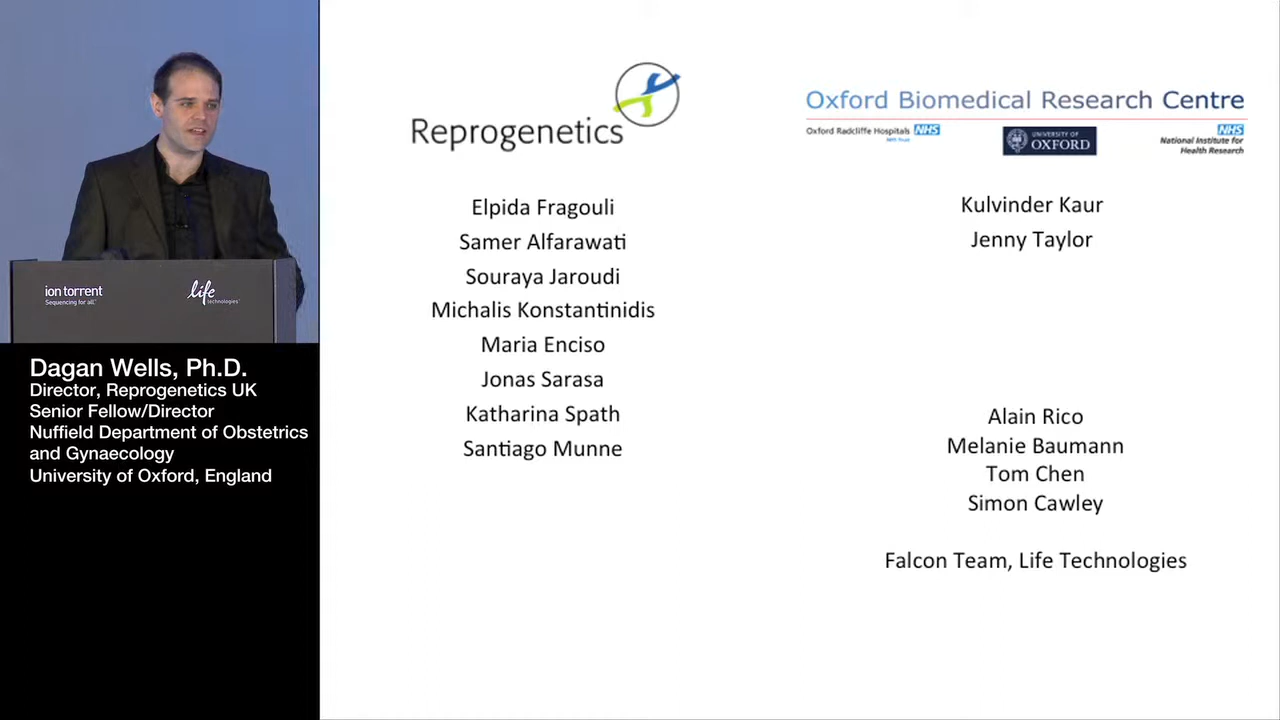 ion torrent
Sequencing for all.
life
technologies
Dagan Wells, Ph.D.
Director, Reprogenetics UK
Senior Fellow/Director
Nuffield Department of Obstetrics
and Gynaecology
University of Oxford, England
Reprogenetics
Elpida Fragouli
Samer Alfarawati
Souraya Jaroudi
Michalis Konstantinidis
Maria Enciso
Jonas Sarasa
Katharina Spath
Santiago Munne
Oxford Biomedical Research Centre
Oxford Radcliffe Hospitals NHS
NHS Trust
UNIVERSITY OF
OXFORD
NHS
National Institute for
Health Research
Kulvinder Kaur
Jenny Taylor
Alain Rico
Melanie Baumann
Tom Chen
Simon Cawley
Falcon Team, Life Technologies